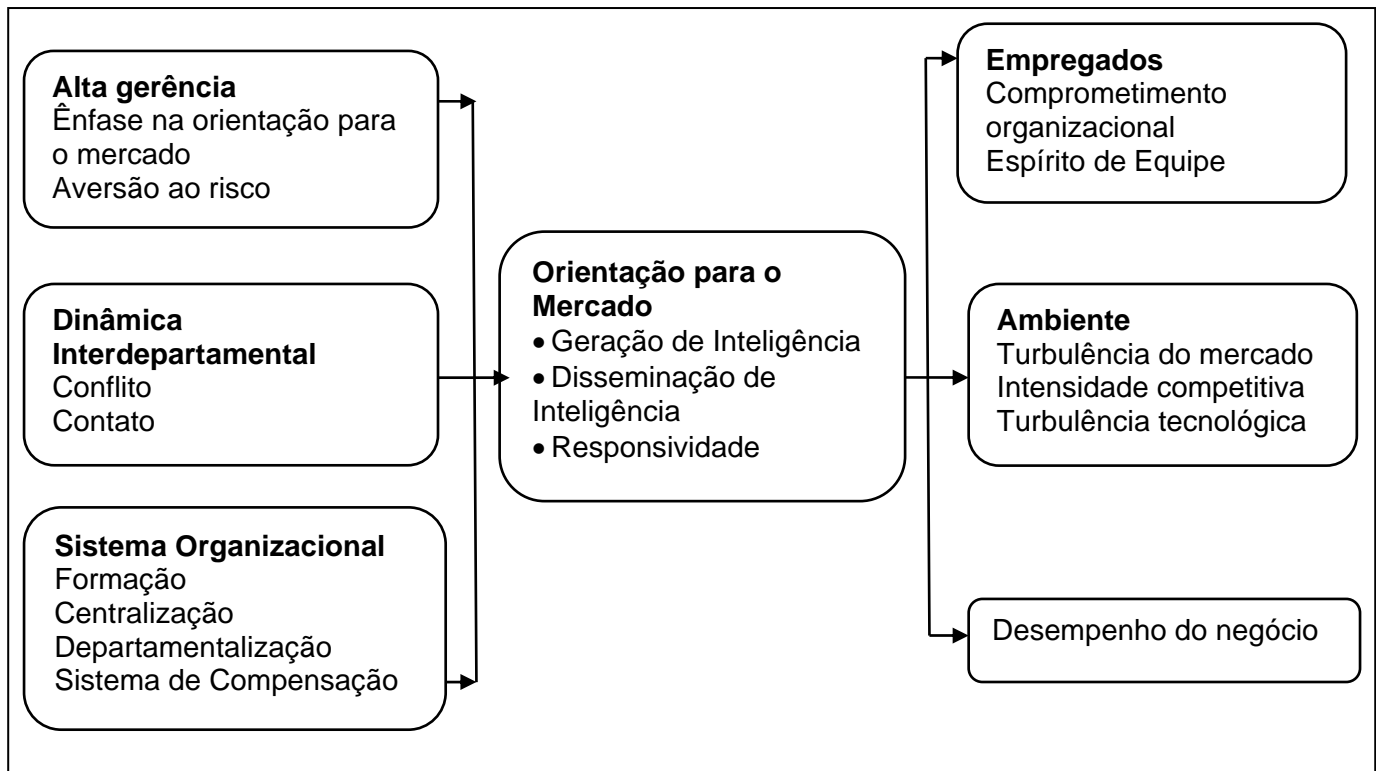 Alta gerência
Ênfase na orientação para
o mercado
Aversão ao risco
Dinâmica
Interdepartamental
Conflito
Contato
Sistema Organizacional
Formação
Centralização
Departamentalização
Sistema de Compensação
Orientação para o
Mercado
• Geração de Inteligência
• Disseminação de
Inteligência
• Responsividade
Empregados
Comprometimento
organizacional
Espírito de Equipe
Ambiente
Turbulência do mercado
Intensidade competitiva
Turbulência tecnológica
Desempenho do negócio